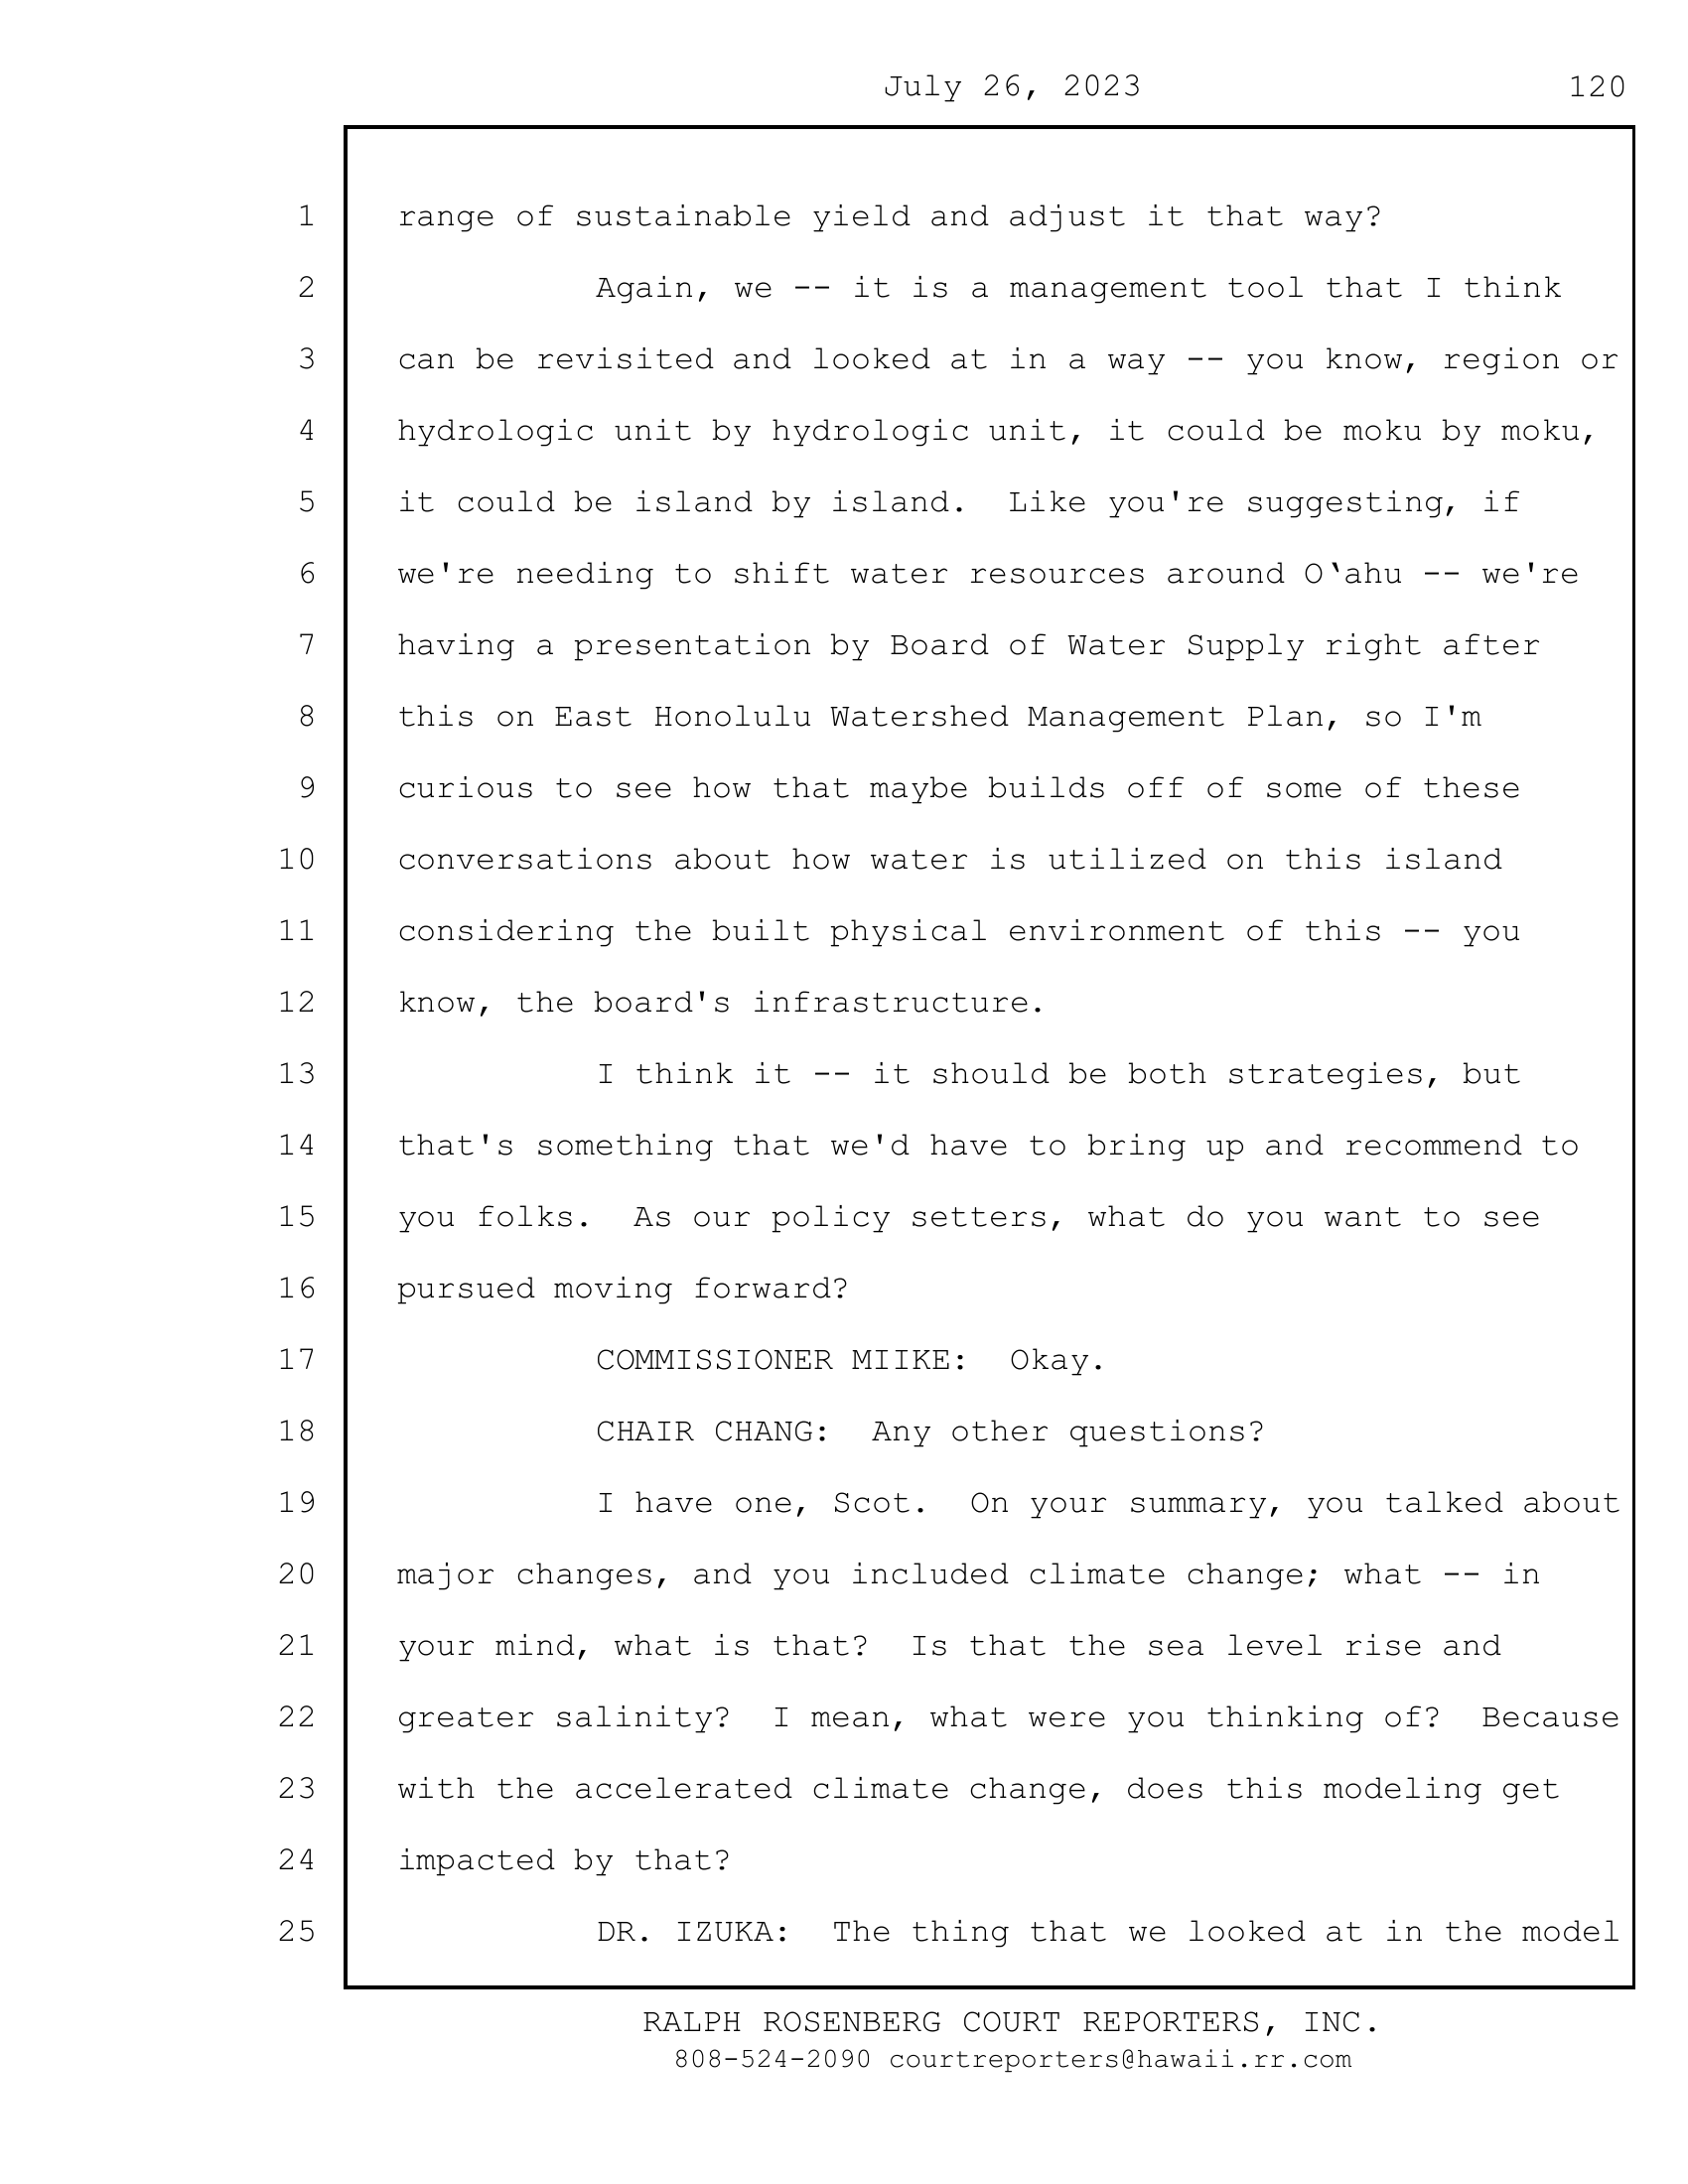 July 26, 2023 120
1 range of sustainable yield and adjust it that way?
2 Again, we -- it is a management tool that I think
3 can be revisited and looked at in a way -- you know, region or
4 hydrologic unit by hydrologic unit, it could be moku by moku,
5 it could be island by island.  Like you're suggesting, if
6 we're needing to shift water resources around O‘ahu -- we're
7 having a presentation by Board of Water Supply right after
8 this on East Honolulu Watershed Management Plan, so I'm
9 curious to see how that maybe builds off of some of these
10 conversations about how water is utilized on this island
11 considering the built physical environment of this -- you
12 know, the board's infrastructure.
13 I think it -- it should be both strategies, but
14 that's something that we'd have to bring up and recommend to
15 you folks.  As our policy setters, what do you want to see
16 pursued moving forward?
17 COMMISSIONER MIIKE:  Okay.
18 CHAIR CHANG:  Any other questions?
19 I have one, Scot.  On your summary, you talked about
20 major changes, and you included climate change; what -- in
21 your mind, what is that?  Is that the sea level rise and
22 greater salinity?  I mean, what were you thinking of?  Because
23 with the accelerated climate change, does this modeling get
24 impacted by that?
25 DR. IZUKA:  The thing that we looked at in the model
RALPH ROSENBERG COURT REPORTERS, INC.
808-524-2090 courtreporters@hawaii.rr.com